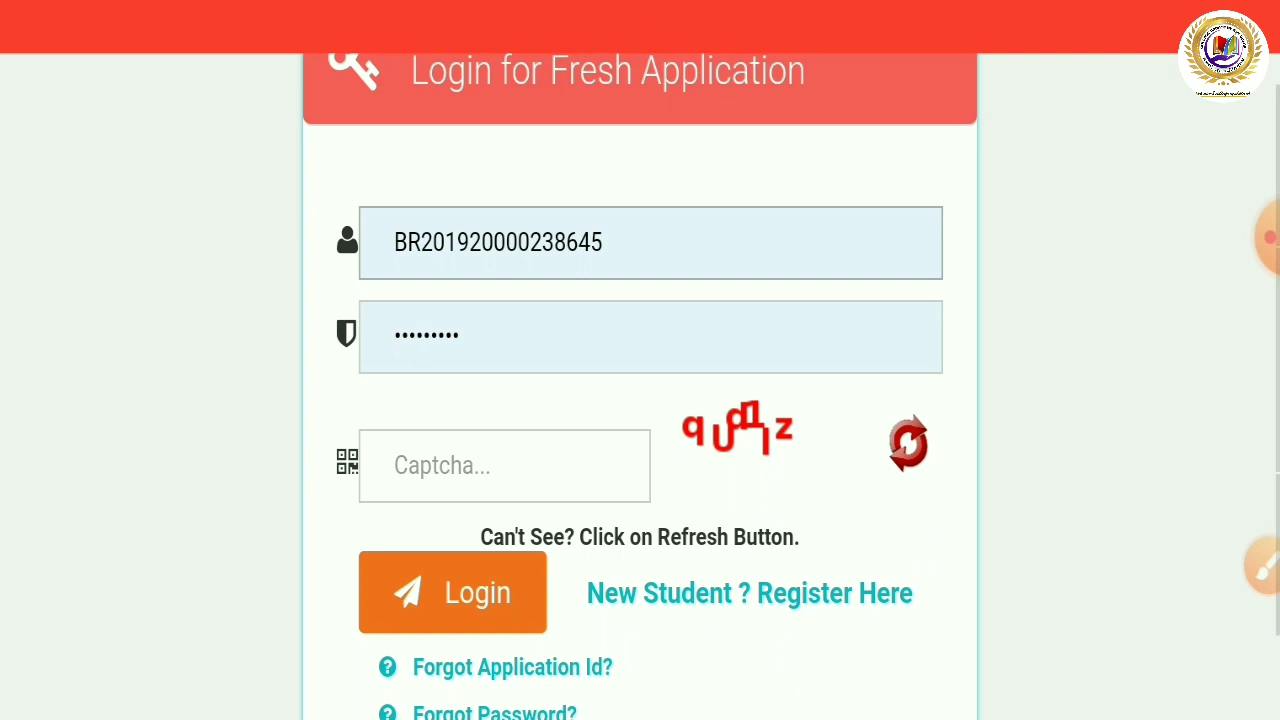 Login for Fresh Application
BR201920000238645
•••••••••
Captcha...
Can't See? Click on Refresh Button.
Login
New Student ? Register Here
Forgot Application Id?
Forgot Password?